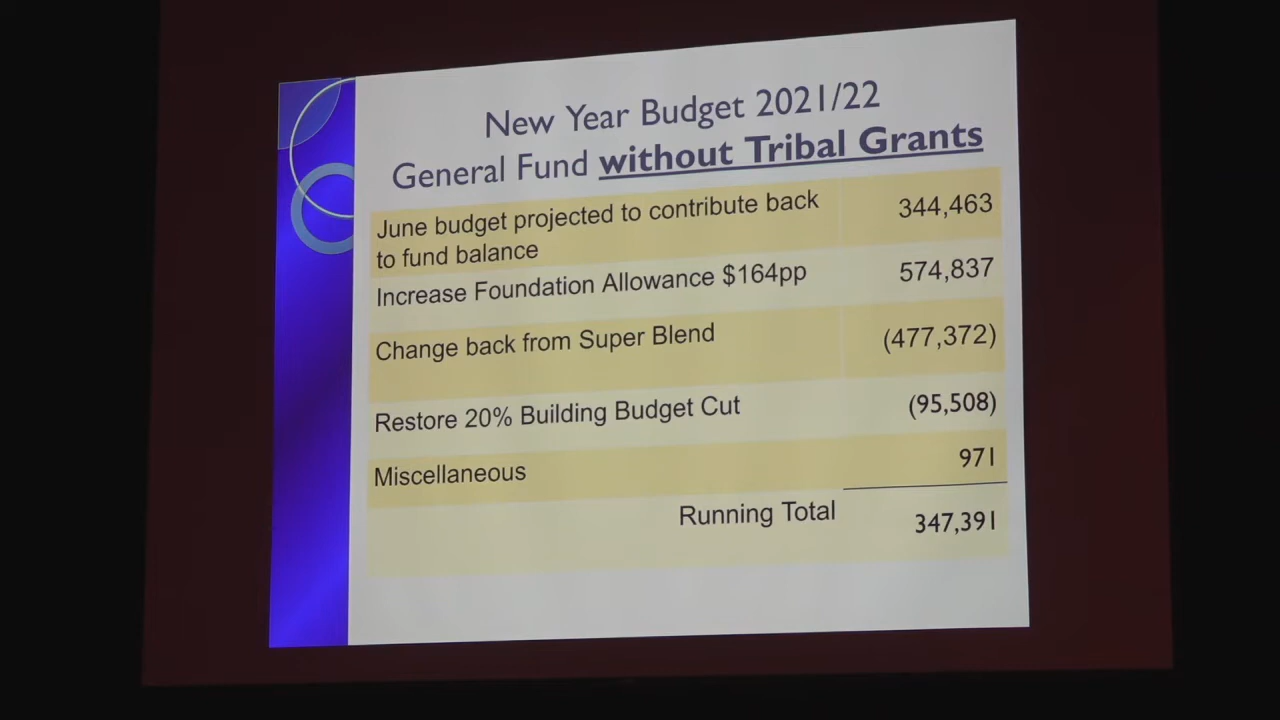 New Year Budget 2021/22
General Fund without Tribal Grants
June budget projected to contribute back 344,463
to fund balance
Increase Foundation Allowance $164pp 574,837
Change back from Super Blend (477,372)
Restore 20% Building Budget Cut (95,508)
Miscellaneous 971
Running Total 347,391